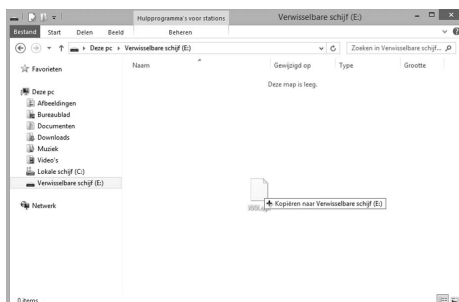 Hulpprogramma's voor stations
Verwisselbare schijf (E:)
Bestand Start Delen Beeld Beheren
Deze pc Verwisselbare schijf (E:)
Zoeken in Verwisselbare schijf...
Favorieten
Naam Gewijzigd op Type Grootte
Deze map is leeg.
Deze pc
Afbeeldingen
Bureaublad
Documenten
Downloads
Muziek
Video's
Lokale schijf (C:)
Verwisselbare schijf (E:)
Netwerk
Kopiëren naar Verwisselbare schijf (E:)
0 items